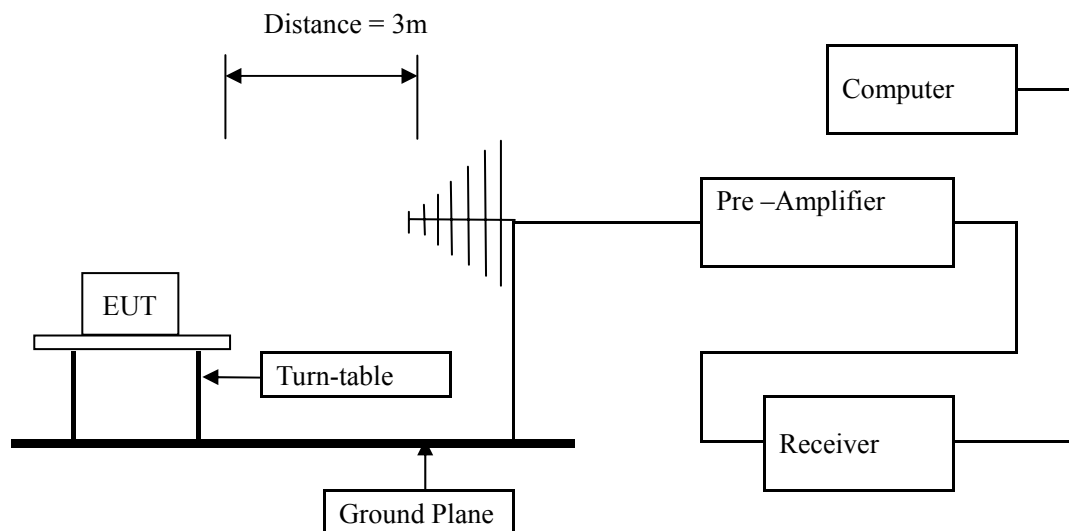 Distance = 3m
Computer
Pre –Amplifier
EUT
Turn-table
Receiver
Ground Plane